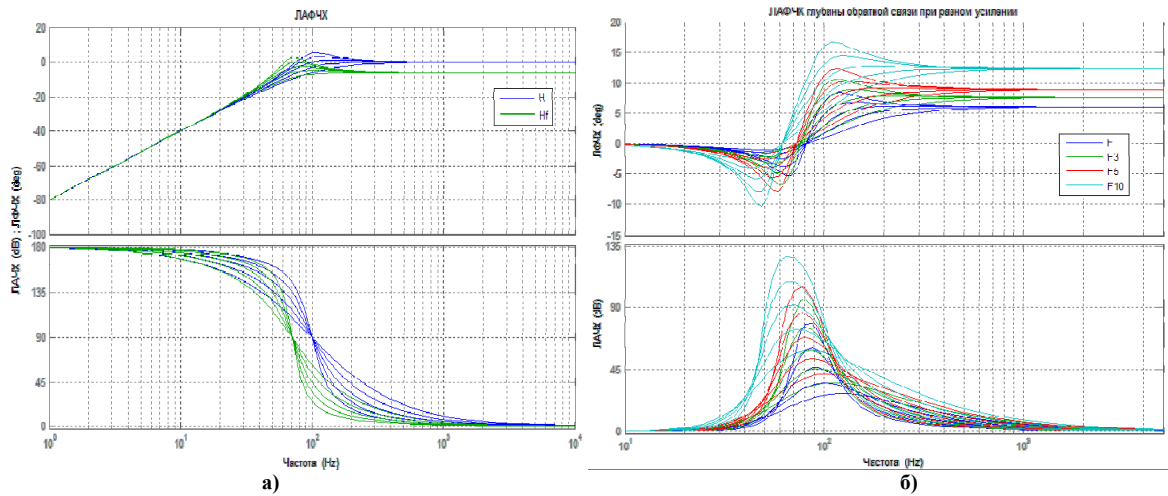 ЛАФЧХ
20
0
-20
-40
-60
-80
-100
H
Hf
ЛАЧХ (dB) ; ЛФЧХ (deg)
180
135
90
45
0
10^0
10^1
10^2
10^3
10^4
Частота (Hz)
а)
ЛАФЧХ глубины обратной связи при разном усилении
20
15
10
5
0
-5
-10
-15
F
F3
F5
F10
ЛФЧХ (deg)
135
90
45
0
ЛАЧХ (dB)
10^1
10^2
10^3
Частота (Hz)
б)